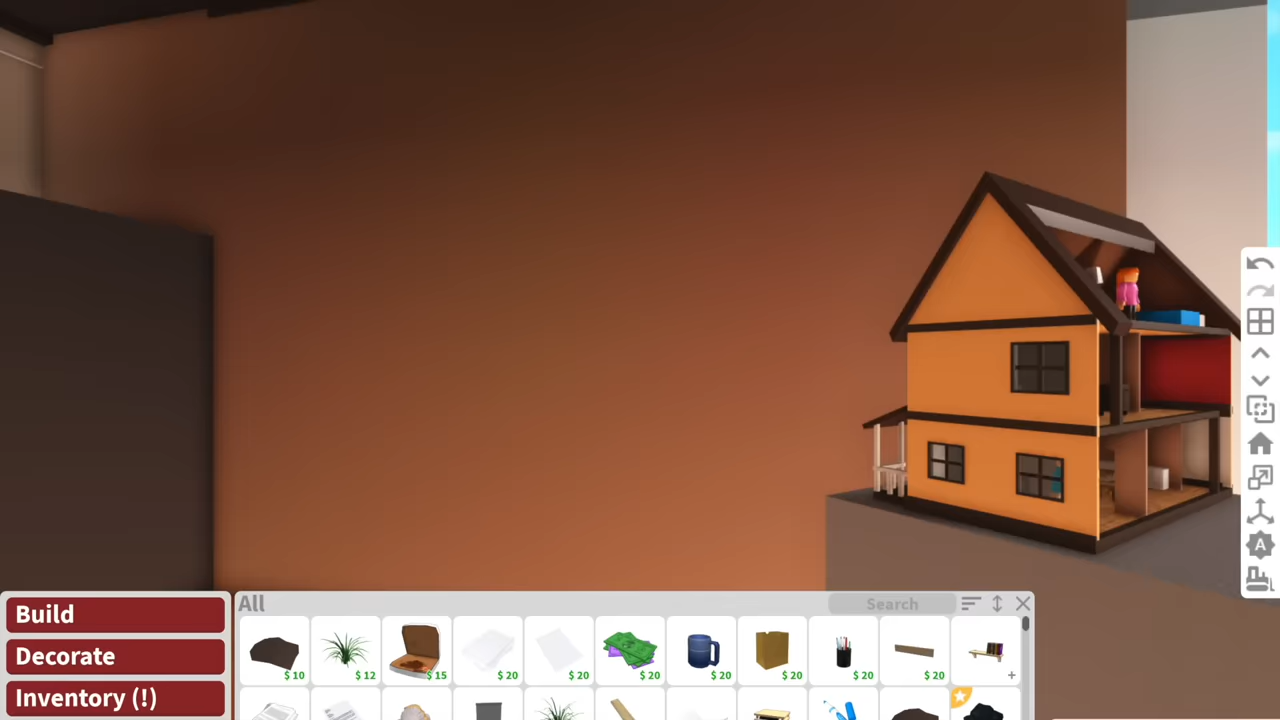 All
Search
$ 10
$ 12
$ 15
$ 20
$ 20
$ 20
$ 20
$ 20
$ 20
$ 20
+
Build
Decorate
Inventory (!)
A